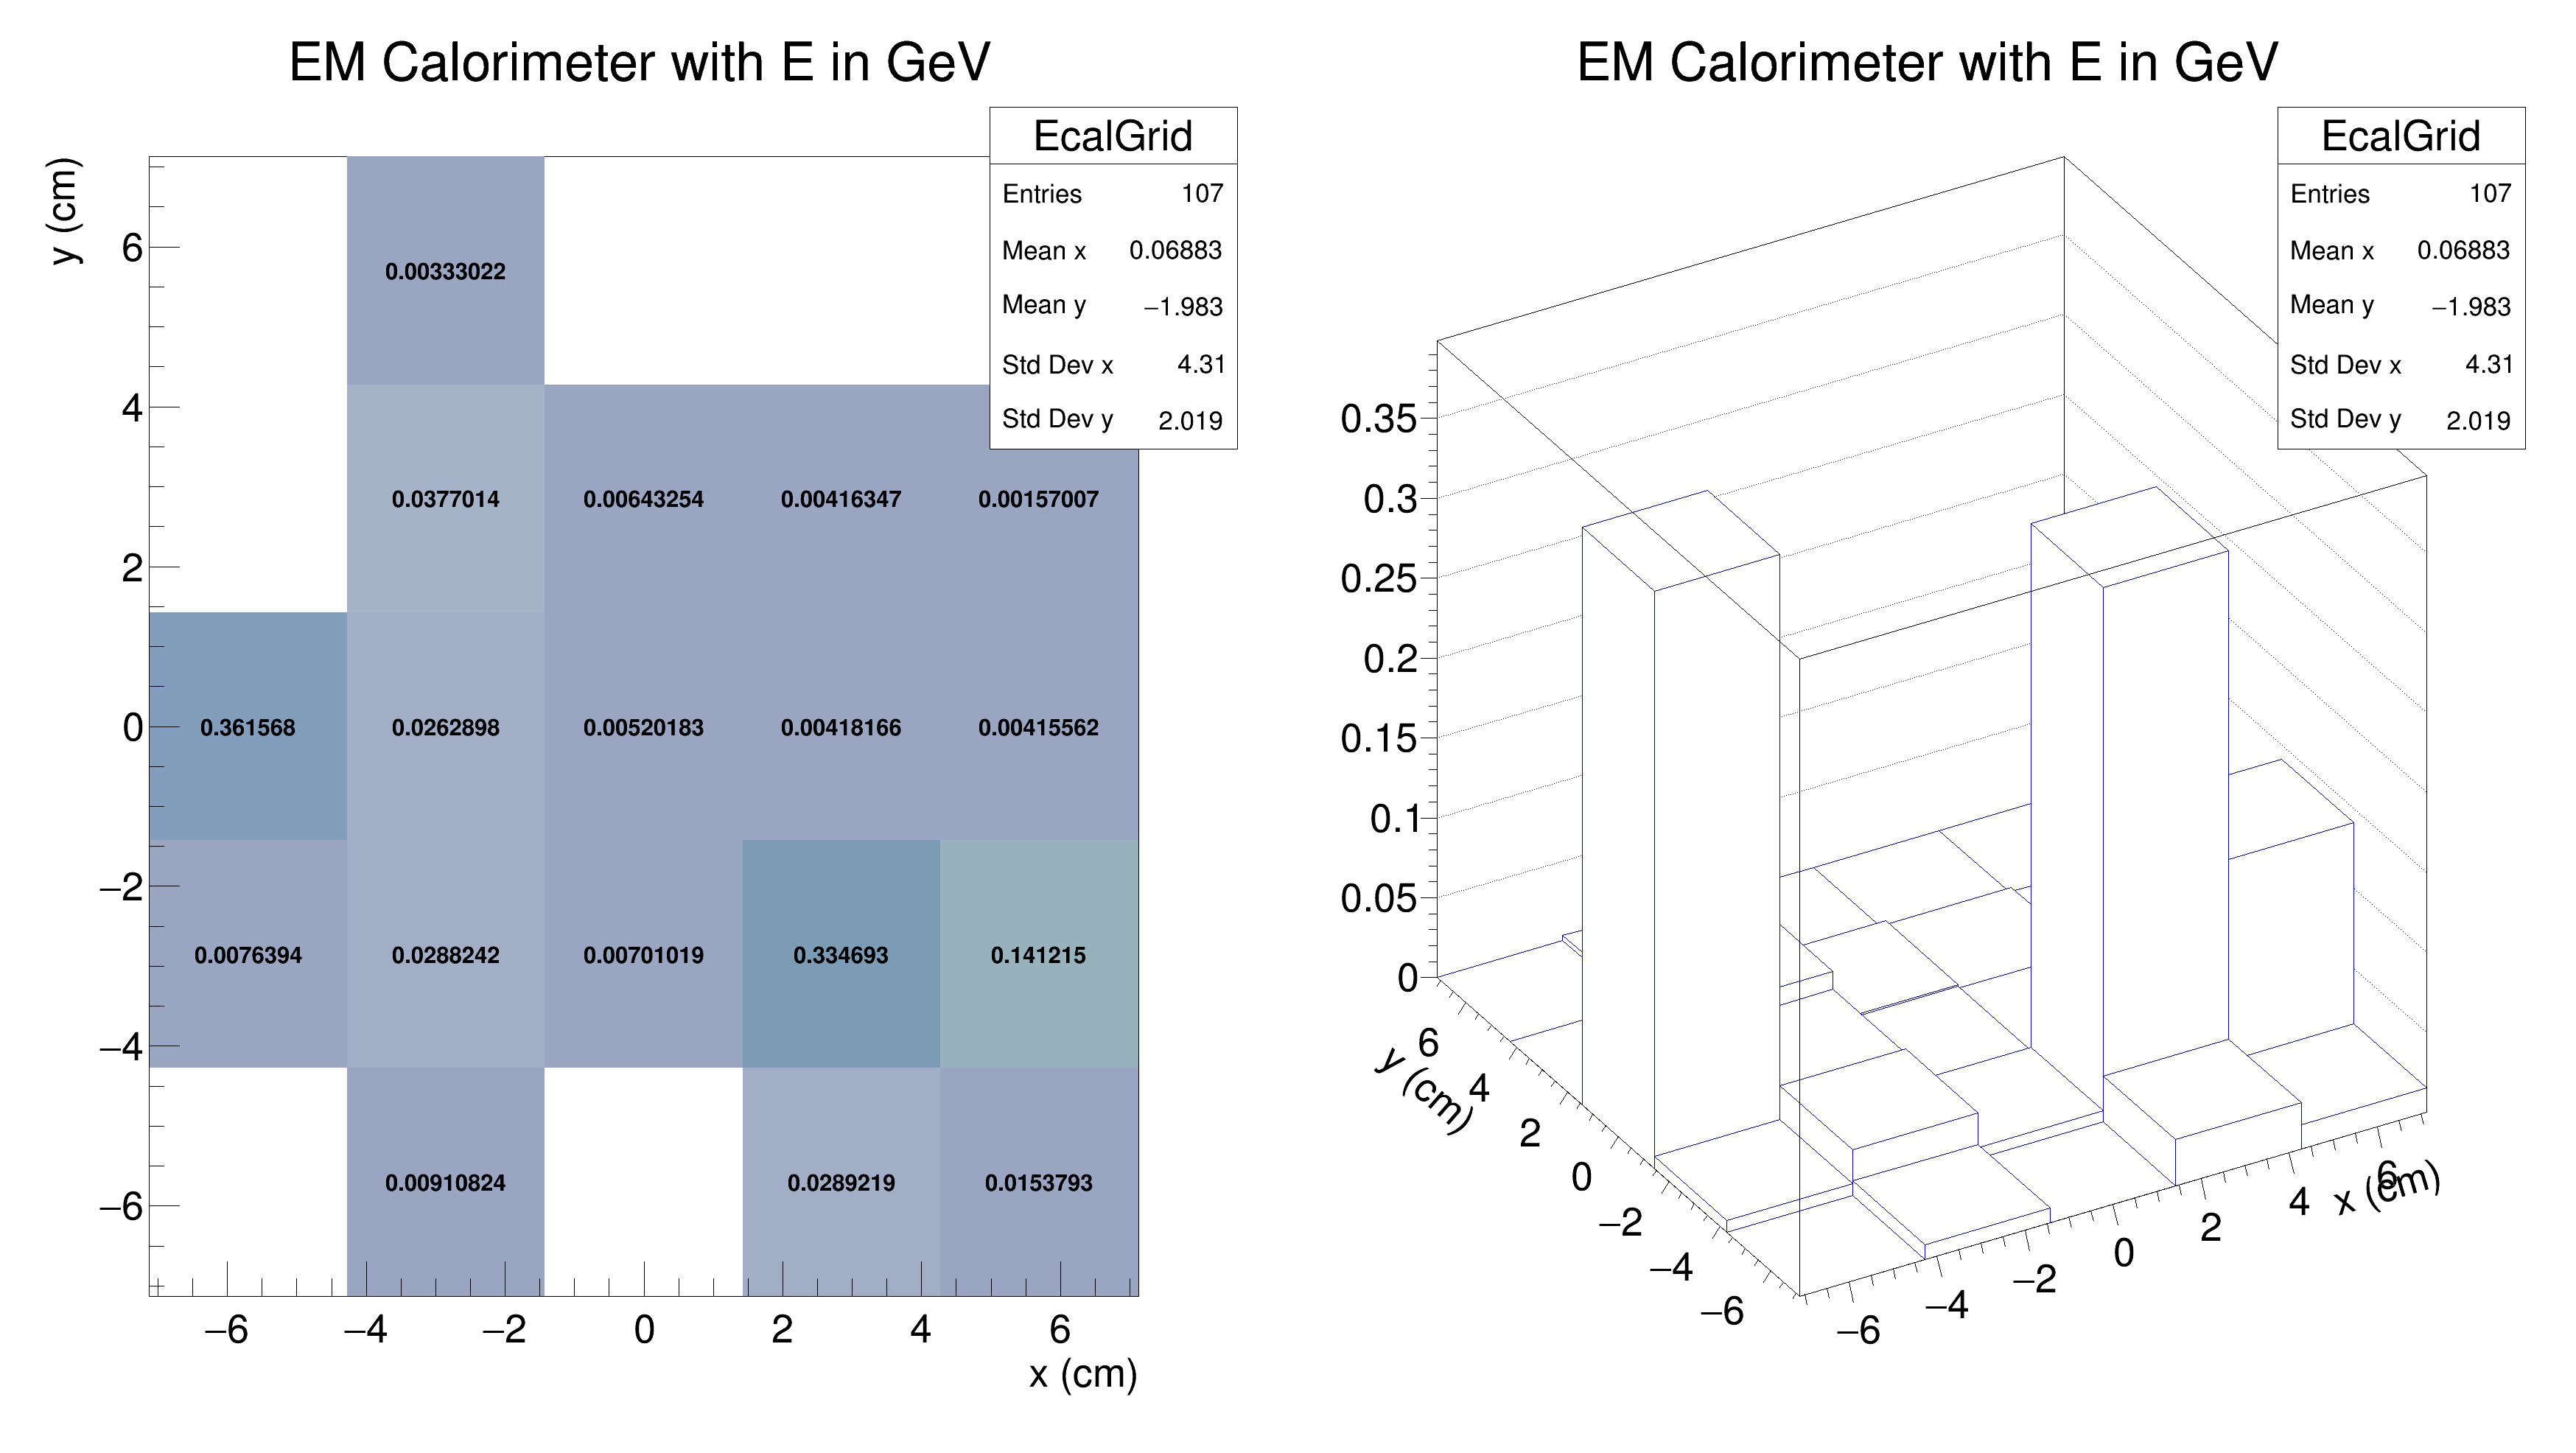 EM Calorimeter with E in GeV
EcalGrid
Entries 107
Mean x 0.06883
Mean y −1.983
Std Dev x 4.31
Std Dev y 2.019
y (cm)
6
4
2
0
−2
−4
−6
0.00333022
0.0377014 0.00643254 0.00416347 0.00157007
0.361568 0.0262898 0.00520183 0.00418166 0.00415562
0.0076394 0.0288242 0.00701019 0.334693 0.141215
0.00910824 0.0289219 0.0153793
−6 −4 −2 0 2 4 6
x (cm)
EM Calorimeter with E in GeV
EcalGrid
Entries 107
Mean x 0.06883
Mean y −1.983
Std Dev x 4.31
Std Dev y 2.019
0.35
0.3
0.25
0.2
0.15
0.1
0.05
0
y (cm)
6
4
2
0
−2
−4
−6
−6 −4 −2 0 2 4 6
x (cm)